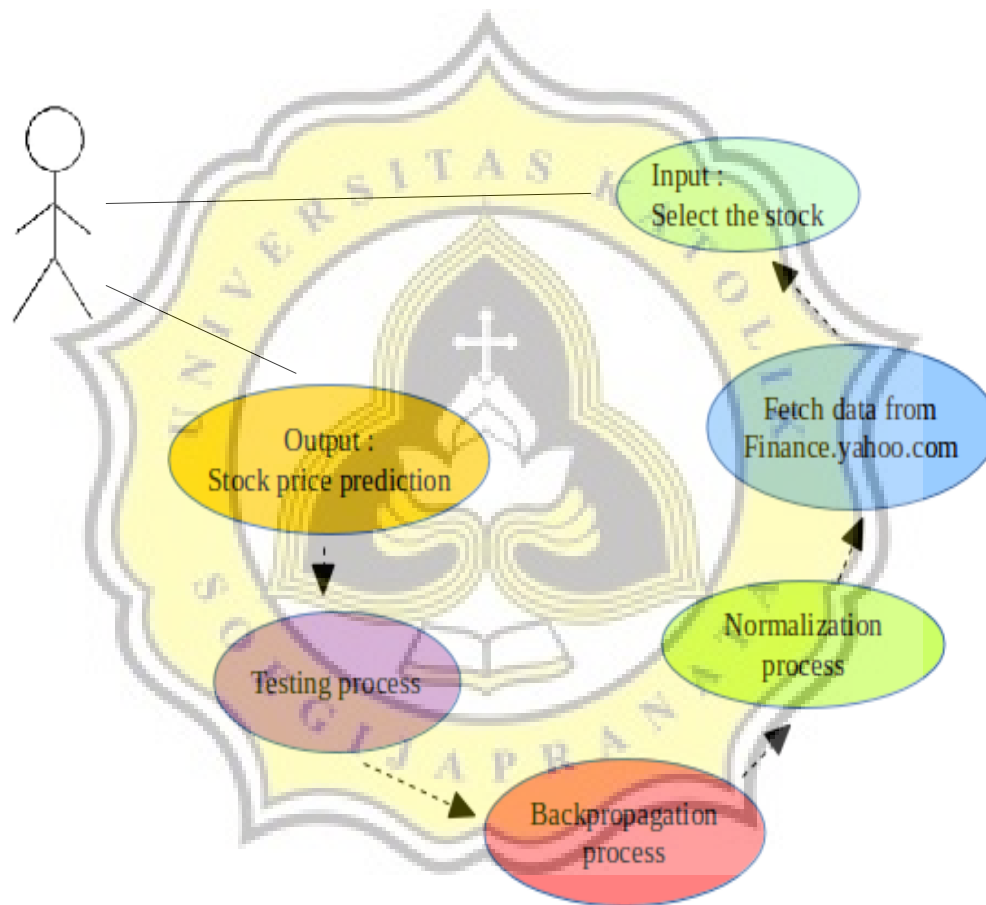 UNIVERSITAS KATOLIK
SOEGIJAPRANATA
Input :
Select the stock
Fetch data from
Finance.yahoo.com
Output :
Stock price prediction
Normalization
process
Testing process
Backpropagation
process